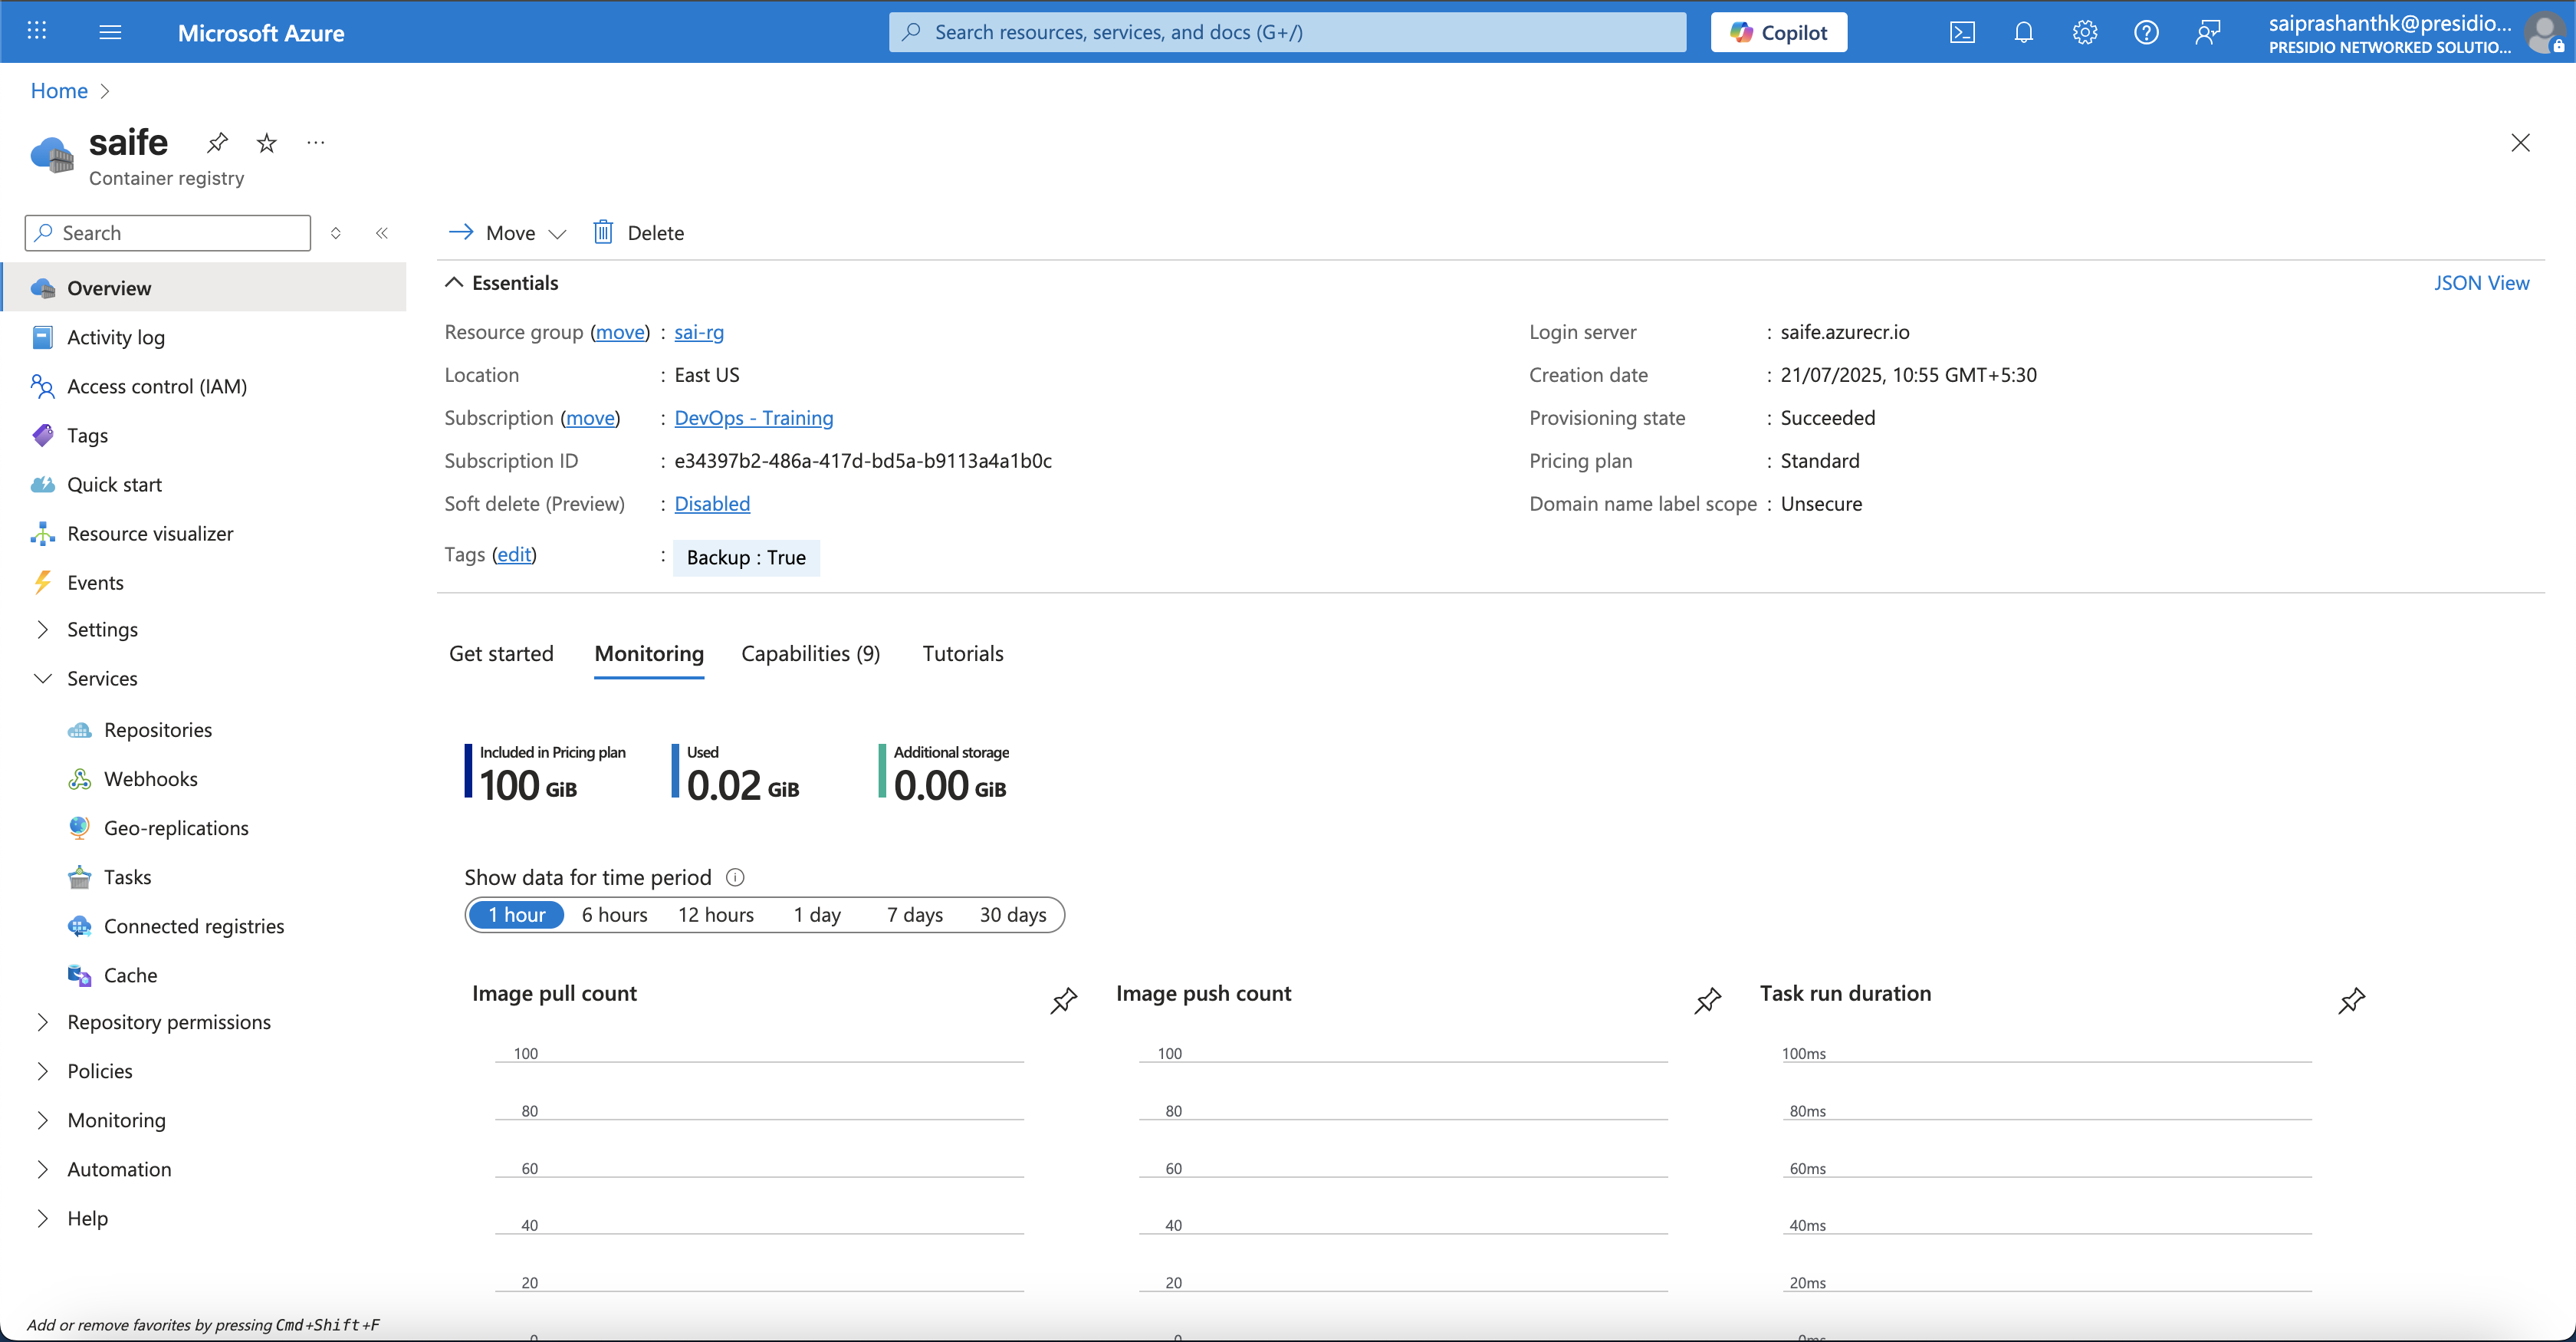 Microsoft Azure
Search resources, services, and docs (G+/)
Copilot
saiprashanthk@presidio...
PRESIDIO NETWORKED SOLUTIO...
Home
saife
Container registry
Search
Overview
Activity log
Access control (IAM)
Tags
Quick start
Resource visualizer
Events
Settings
Services
Repositories
Webhooks
Geo-replications
Tasks
Connected registries
Cache
Repository permissions
Policies
Monitoring
Automation
Help
Add or remove favorites by pressing Cmd+Shift+F
Move
Delete
Essentials
JSON View
Resource group (move) : sai-rg
Location : East US
Subscription (move) : DevOps - Training
Subscription ID : e34397b2-486a-417d-bd5a-b9113a4a1b0c
Soft delete (Preview) : Disabled
Tags (edit) : Backup : True
Login server : saife.azurecr.io
Creation date : 21/07/2025, 10:55 GMT+5:30
Provisioning state : Succeeded
Pricing plan : Standard
Domain name label scope : Unsecure
Get started
Monitoring
Capabilities (9)
Tutorials
Included in Pricing plan
100 GiB
Used
0.02 GiB
Additional storage
0.00 GiB
Show data for time period
1 hour
6 hours
12 hours
1 day
7 days
30 days
Image pull count
100
80
60
40
20
0
Image push count
100
80
60
40
20
0
Task run duration
100ms
80ms
60ms
40ms
20ms
0ms